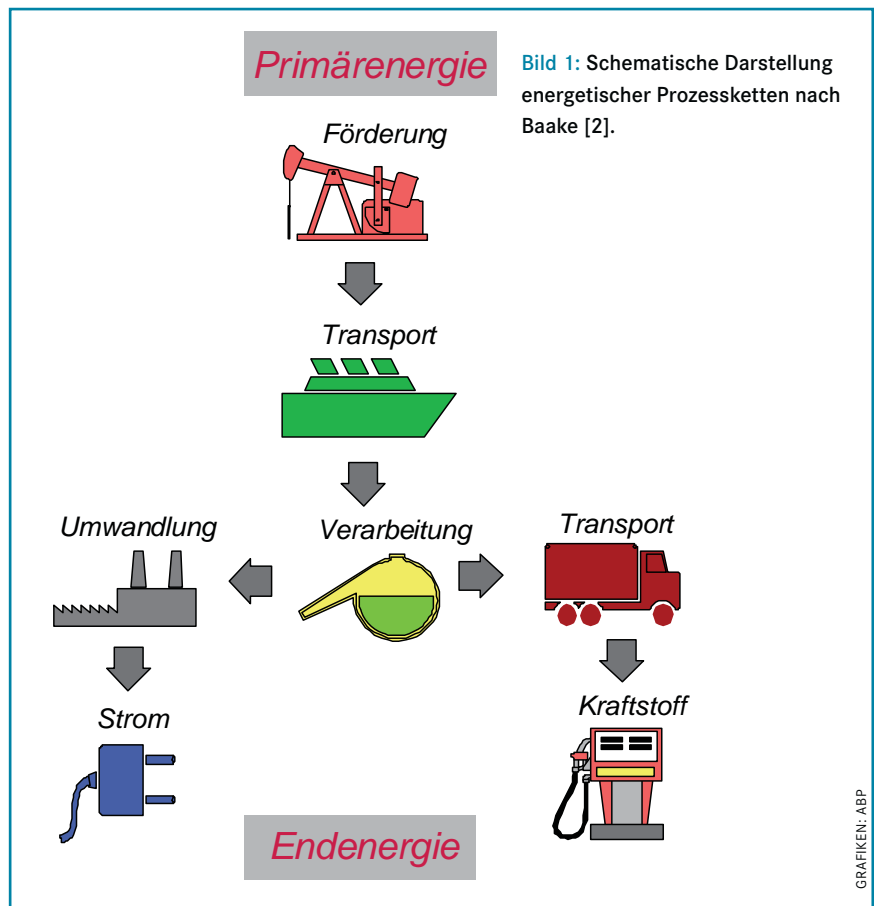 Primärenergie
Bild 1: Schematische Darstellung
energetischer Prozessketten nach
Baake [2].
Förderung
Transport
Umwandlung
Verarbeitung
Transport
Strom
Kraftstoff
Endenergie
GRAFIKEN: ABP